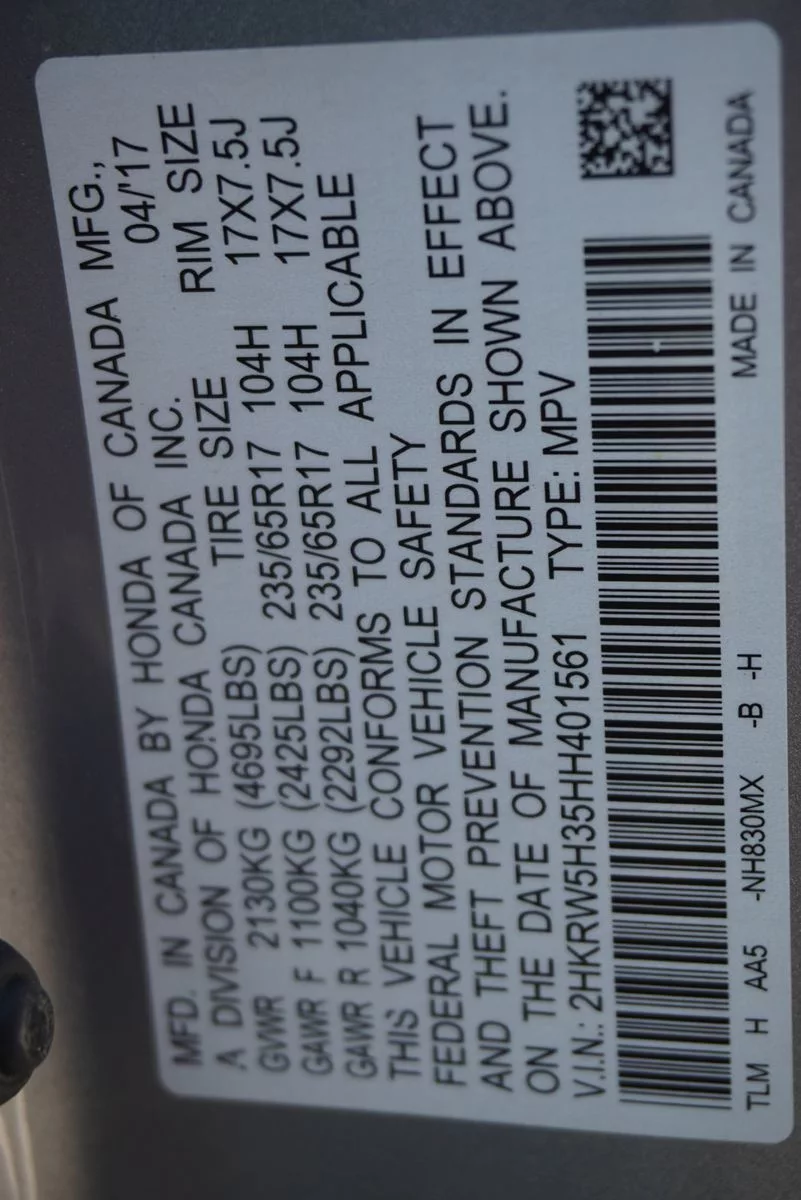 MFD. IN CANADA BY HONDA OF CANADA MFG.,
A DIVISION OF HONDA CANADA INC. 04/'17
TIRE SIZE RIM SIZE
GVWR 2130KG (4695LBS)
GAWR F 1100KG (2425LBS) 235/65R17 104H 17X7.5J
GAWR R 1040KG (2292LBS) 235/65R17 104H 17X7.5J
THIS VEHICLE CONFORMS TO ALL APPLICABLE
FEDERAL MOTOR VEHICLE SAFETY
AND THEFT PREVENTION STANDARDS IN EFFECT
ON THE DATE OF MANUFACTURE SHOWN ABOVE.
V.I.N.: 2HKRW5H35HH401561 TYPE: MPV
TLM H AA5 -NH830MX -B -H MADE IN CANADA